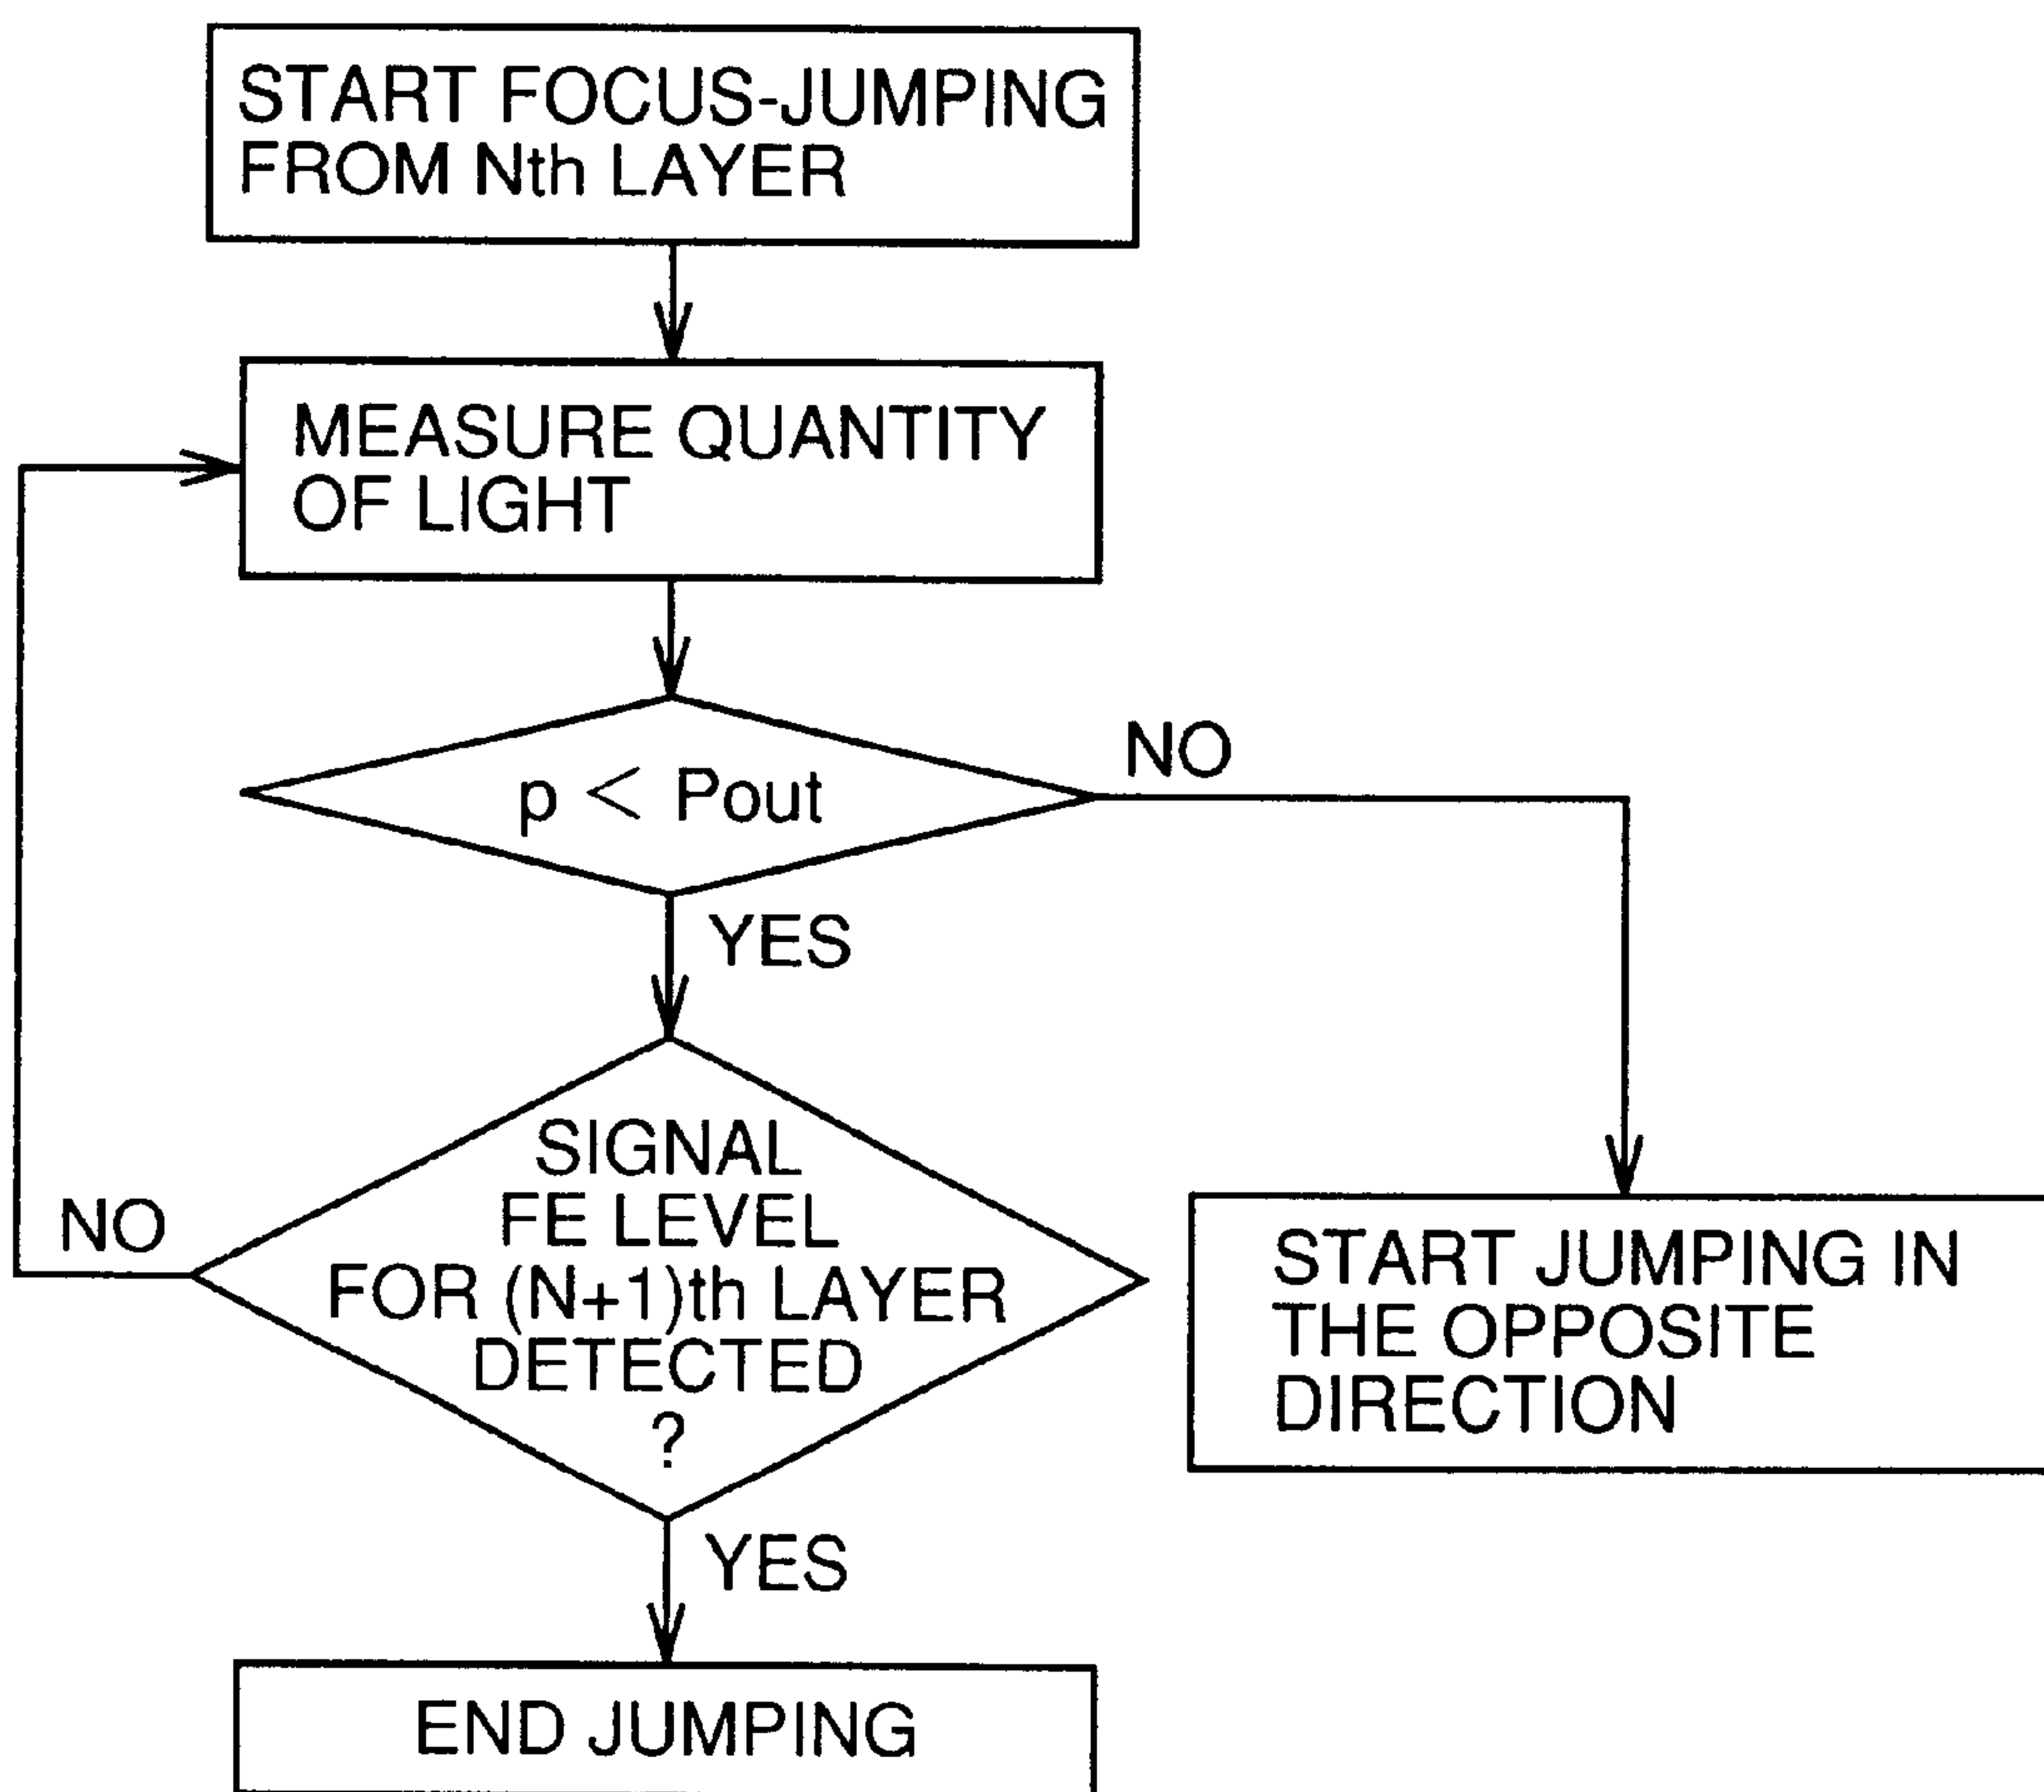 START FOCUS-JUMPING
FROM Nth LAYER
MEASURE QUANTITY
OF LIGHT
p < Pout
NO
YES
SIGNAL
FE LEVEL
FOR (N+1)th LAYER
DETECTED
?
NO
START JUMPING IN
THE OPPOSITE
DIRECTION
YES
END JUMPING